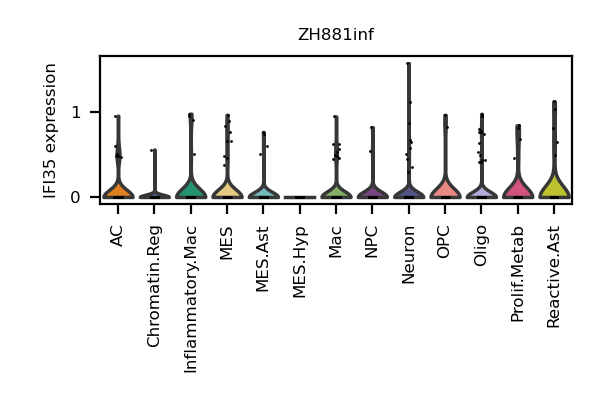 ZH881inf
IFI35 expression
1
0
AC
Chromatin.Reg
Inflammatory.Mac
MES
MES.Ast
MES.Hyp
Mac
NPC
Neuron
OPC
Oligo
Prolif.Metab
Reactive.Ast